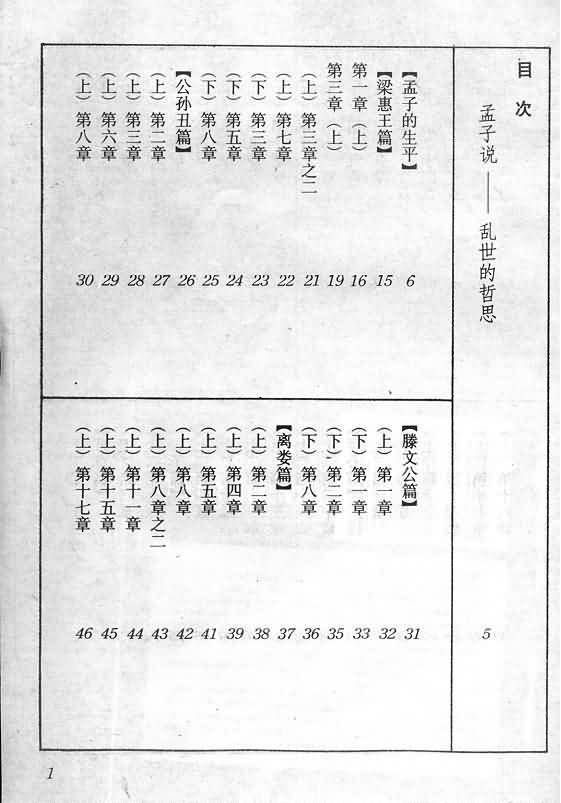 目次
孟子说——乱世的哲思 5
【孟子的生平】 6
【梁惠王篇】 15
第一章（上） 16
第三章（上） 19
（上）第三章之二 21
（上）第七章 22
（下）第三章 23
（下）第五章 24
（下）第八章 25
【公孙丑篇】 26
（上）第二章 27
（上）第三章 28
（上）第六章 29
（上）第八章 30
【滕文公篇】 31
（上）第一章 32
（下）第一章 33
（下）第二章 35
（下）第八章 36
【离娄篇】 37
（上）第二章 38
（上）第四章 39
（上）第五章 41
（上）第八章 42
（上）第八章之二 43
（上）第十一章 44
（上）第十五章 45
（上）第十七章 46
1